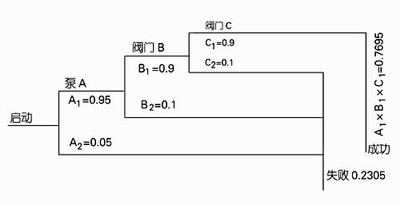 阀门 C
C₁=0.9
C₂=0.1
阀门 B
B₁=0.9
B₂=0.1
泵 A
A₁=0.95
A₂=0.05
启动
A₁×B₁×C₁=0.7695
成功
失败 0.2305